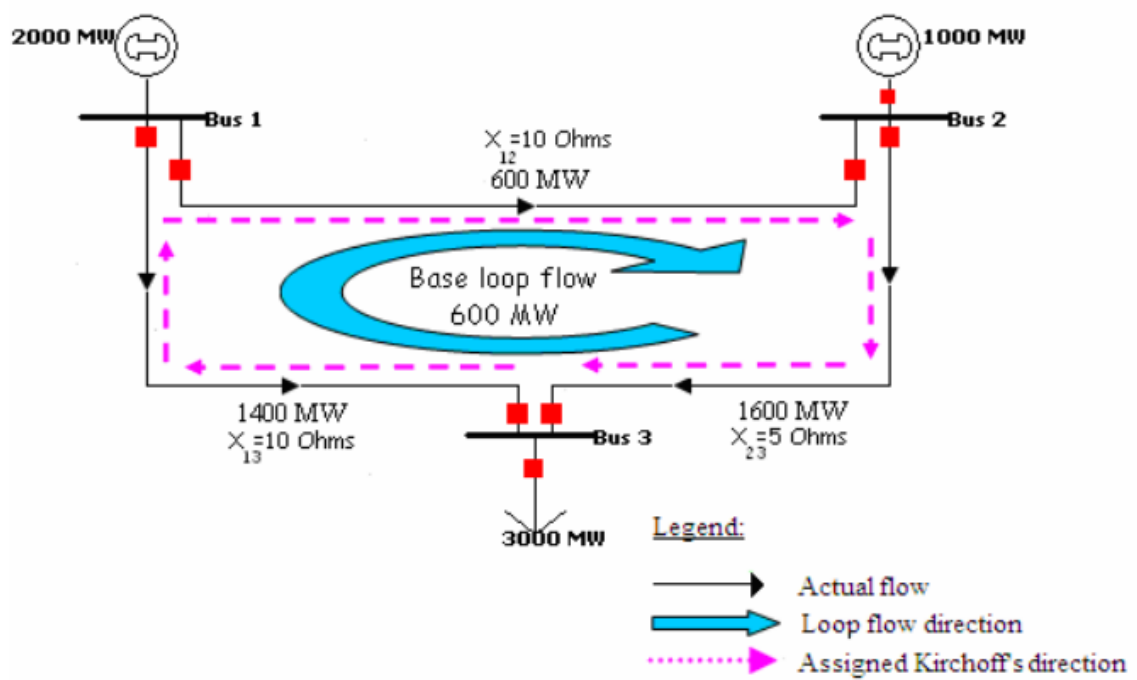 2000 MW
1000 MW
Bus 1
Bus 2
X12=10 Ohms
600 MW
Base loop flow
600 MW
1400 MW
X13=10 Ohms
1600 MW
X23=5 Ohms
Bus 3
3000 MW
Legend:
Actual flow
Loop flow direction
Assigned Kirchoff's direction